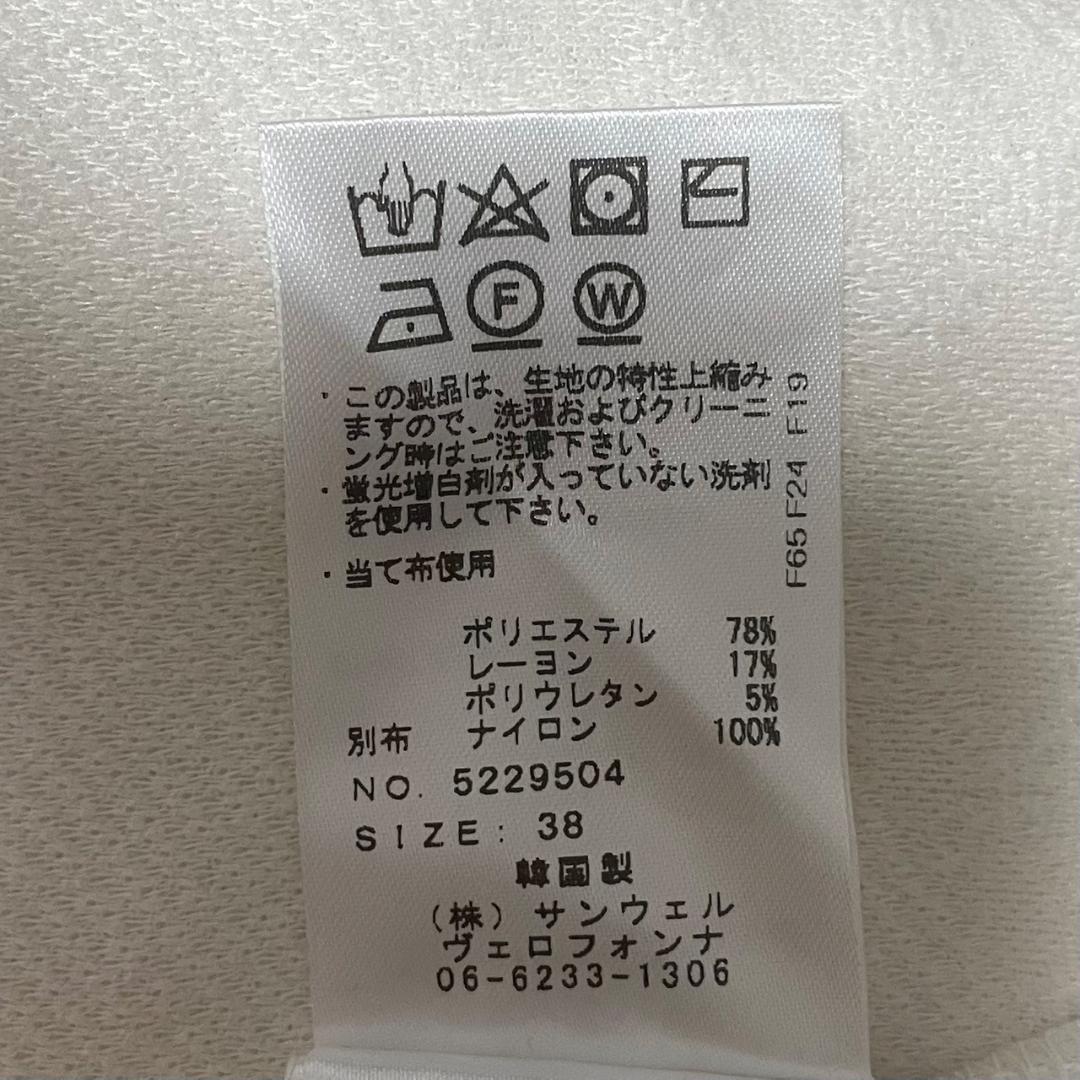 F
W
・この製品は、生地の特性上縮み
ますので、洗濯およびクリーニ
ング時はご注意下さい。
・蛍光増白剤が入っていない洗剤
を使用して下さい。
・当て布使用
F65 F24 F19
ポリエステル 78%
レーヨン 17%
ポリウレタン 5%
別布 ナイロン 100%
NO. 5229504
SIZE: 38
韓国製
(株) サンウェル
ヴェロフォンナ
06-6233-1306